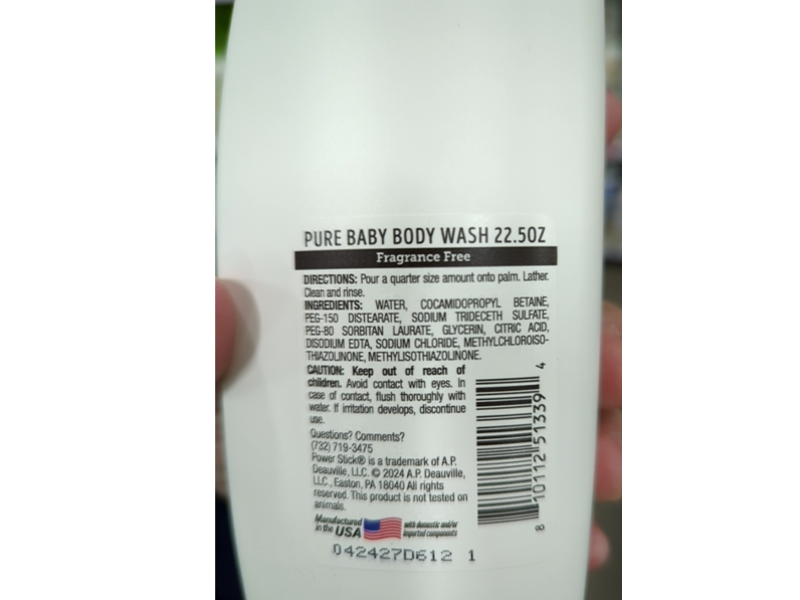 PURE BABY BODY WASH 22.5OZ
Fragrance Free
DIRECTIONS: Pour a quarter size amount onto palm. Lather.
Clean and rinse.
INGREDIENTS: WATER, COCAMIDOPROPYL BETAINE,
PEG-150 DISTEARATE, SODIUM TRIDECETH SULFATE,
PEG-80 SORBITAN LAURATE, GLYCERIN, CITRIC ACID,
DISODIUM EDTA, SODIUM CHLORIDE, METHYLCHLOROISO-
THIAZOLINONE, METHYLISOTHIAZOLINONE.
CAUTION: Keep out of reach of
children. Avoid contact with eyes. In
case of contact, flush thoroughly with
water. If irritation develops, discontinue
use.
Questions? Comments?
(732) 719-3475
Power Stick® is a trademark of A.P.
Deauville, LLC. © 2024 A.P. Deauville,
LLC., Easton, PA 18040 All rights
reserved. This product is not tested on
animals.
Manufactured
in the USA
with domestic and/or
imported components
8 10112 51339 4
042427D612 1